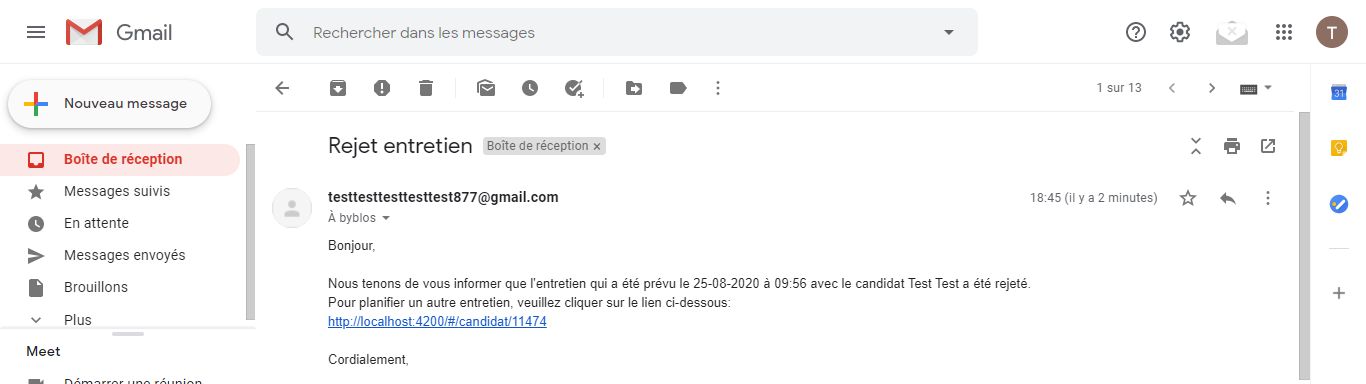 Gmail
Rechercher dans les messages
T
Nouveau message
1 sur 13
31
Boîte de réception
Messages suivis
En attente
Messages envoyés
Brouillons
Plus
Meet
Démarrer une réunion
Rejet entretien Boîte de réception ×
testtesttesttesttest877@gmail.com
18:45 (il y a 2 minutes)
À byblos
Bonjour,
Nous tenons de vous informer que l'entretien qui a été prévu le 25-08-2020 à 09:56 avec le candidat Test Test a été rejeté.
Pour planifier un autre entretien, veuillez cliquer sur le lien ci-dessous:
http://localhost:4200/#/candidat/11474
Cordialement,